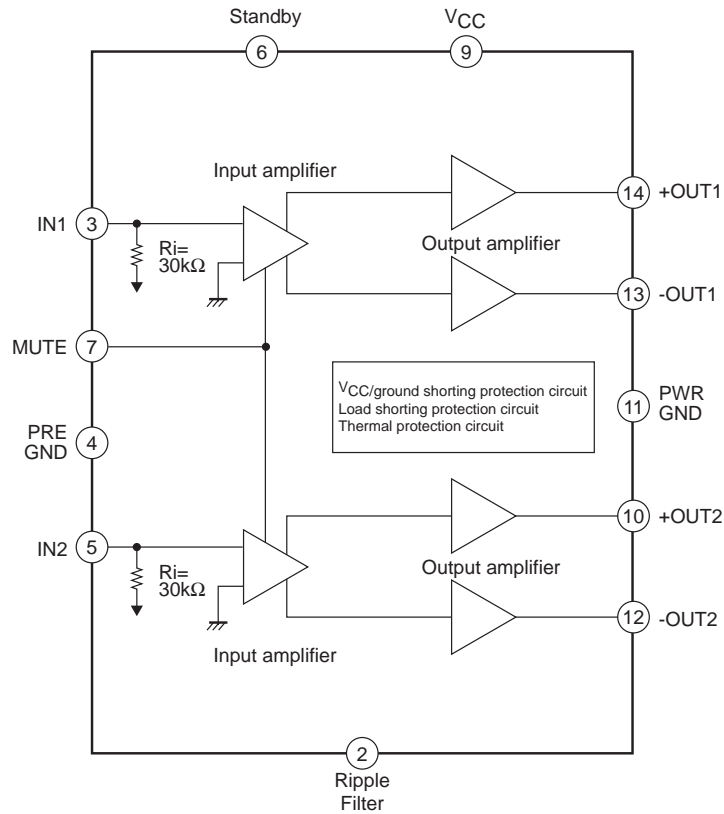 Standby
VCC
6
9
Input amplifier
14
+OUT1
IN1
3
Ri=
30kΩ
Output amplifier
13
-OUT1
MUTE
7
VCC/ground shorting protection circuit
Load shorting protection circuit
Thermal protection circuit
11
PWR
GND
PRE
GND
4
10
+OUT2
IN2
5
Ri=
30kΩ
Output amplifier
12
-OUT2
Input amplifier
2
Ripple
Filter